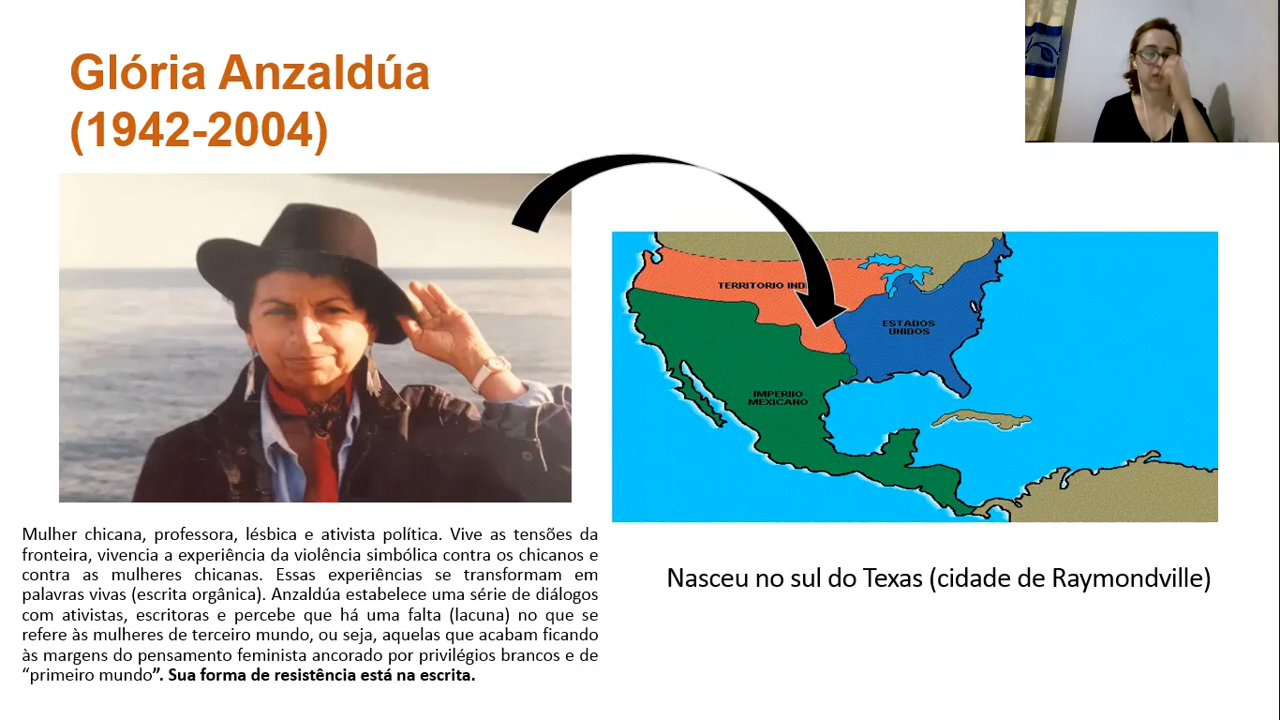 Glória Anzaldúa
(1942-2004)
TERRITORIO IND
ESTADOS
UNIDOS
IMPERIIO
MEXICANO
Mulher chicana, professora, lésbica e ativista política. Vive as tensões da
fronteira, vivencia a experiência da violência simbólica contra os chicanos e
contra as mulheres chicanas. Essas experiências se transformam em
palavras vivas (escrita orgânica). Anzaldúa estabelece uma série de diálogos
com ativistas, escritoras e percebe que há uma falta (lacuna) no que se
refere às mulheres de terceiro mundo, ou seja, aquelas que acabam ficando
às margens do pensamento feminista ancorado por privilégios brancos e de
“primeiro mundo”. Sua forma de resistência está na escrita.
Nasceu no sul do Texas (cidade de Raymondville)